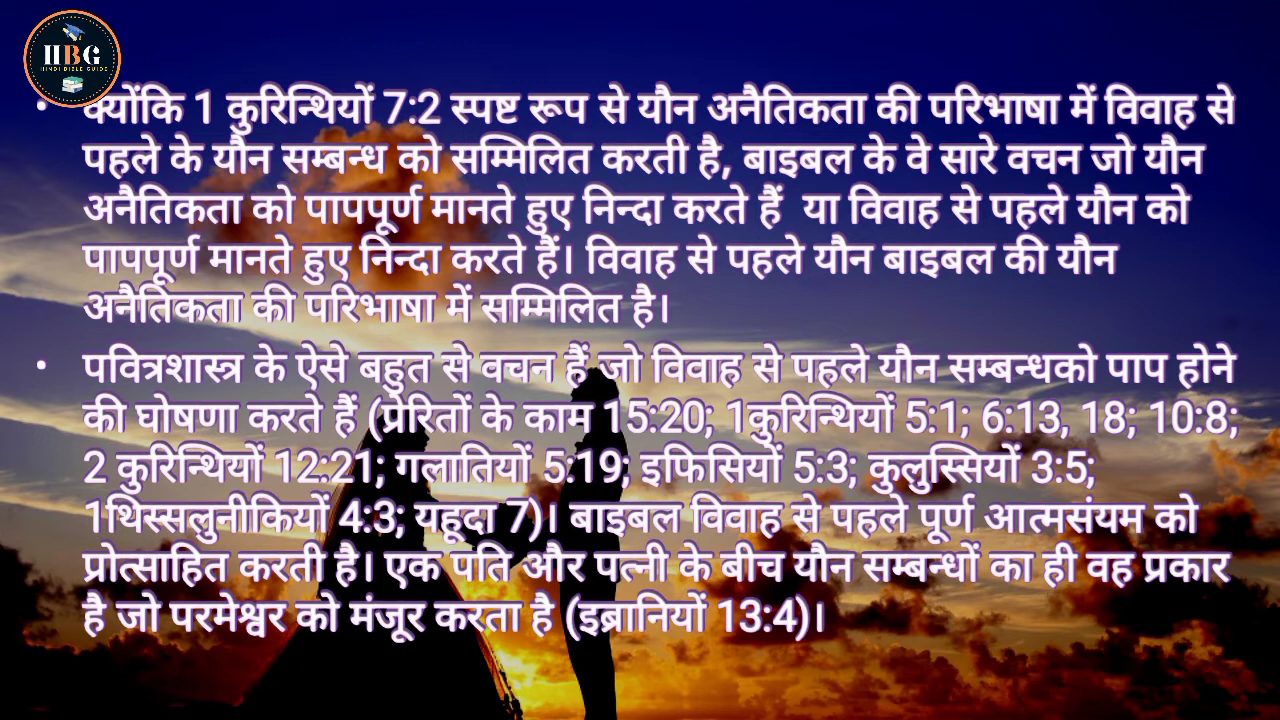 HBG
HINDI BIBLE GUIDE
• क्योंकि 1 कुरिन्थियों 7:2 स्पष्ट रूप से यौन अनैतिकता की परिभाषा में विवाह से
पहले के यौन सम्बन्ध को सम्मिलित करती है, बाइबल के वे सारे वचन जो यौन
अनैतिकता को पापपूर्ण मानते हुए निन्दा करते हैं या विवाह से पहले यौन को
पापपूर्ण मानते हुए निन्दा करते हैं। विवाह से पहले यौन बाइबल की यौन
अनैतिकता की परिभाषा में सम्मिलित है।
• पवित्रशास्त्र के ऐसे बहुत से वचन हैं जो विवाह से पहले यौन सम्बन्धको पाप होने
की घोषणा करते हैं (प्रेरितों के काम 15:20; 1कुरिन्थियों 5:1; 6:13, 18; 10:8;
2 कुरिन्थियों 12:21; गलातियों 5:19; इफिसियों 5:3; कुलुस्सियों 3:5;
1थिस्सलुनीकियों 4:3; यहूदा 7)। बाइबल विवाह से पहले पूर्ण आत्मसंयम को
प्रोत्साहित करती है। एक पति और पत्नी के बीच यौन सम्बन्धों का ही वह प्रकार
है जो परमेश्वर को मंजूर करता है (इब्रानियों 13:4)।